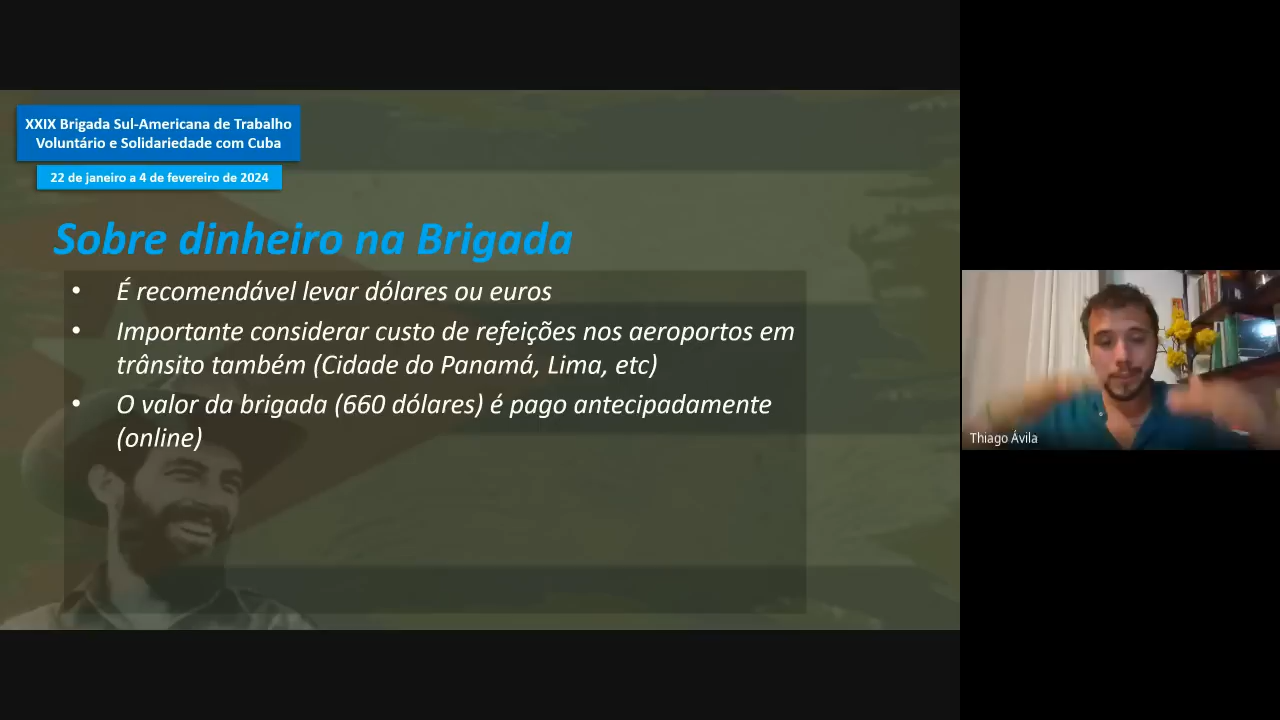 XXIX Brigada Sul-Americana de Trabalho
Voluntário e Solidariedade com Cuba
22 de janeiro a 4 de fevereiro de 2024
Sobre dinheiro na Brigada
• É recomendável levar dólares ou euros
• Importante considerar custo de refeições nos aeroportos em
trânsito também (Cidade do Panamá, Lima, etc)
• O valor da brigada (660 dólares) é pago antecipadamente
(online)
Thiago Ávila